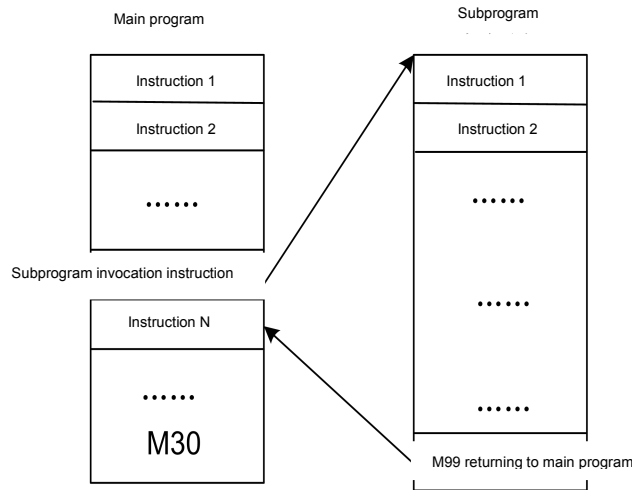 Main program
Instruction 1
Instruction 2
......
Subprogram invocation instruction
Instruction N
......
M30
Subprogram
Instruction 1
Instruction 2
......
......
......
M99 returning to main program